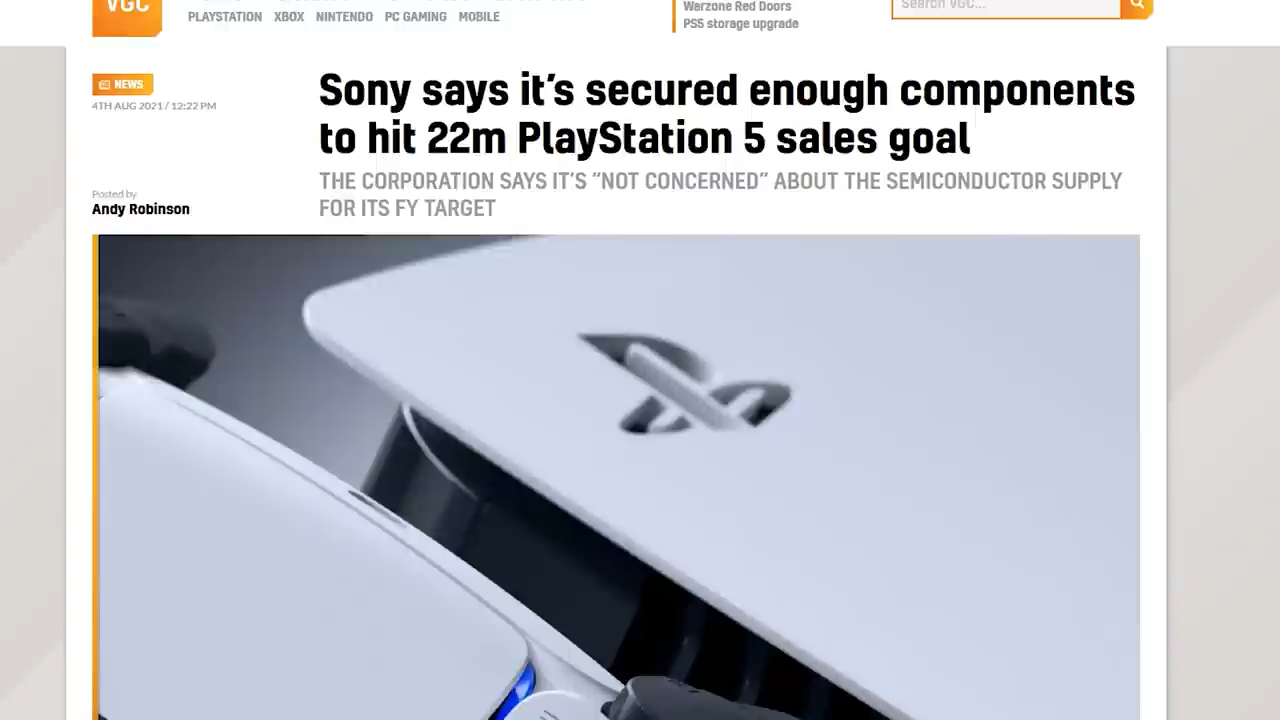 VGC
PLAYSTATION XBOX NINTENDO PC GAMING MOBILE
Warzone Red Doors
PS5 storage upgrade
Search VGC...
NEWS
4TH AUG 2021 / 12:22 PM
Posted by
Andy Robinson
Sony says it’s secured enough components
to hit 22m PlayStation 5 sales goal
THE CORPORATION SAYS IT’S “NOT CONCERNED” ABOUT THE SEMICONDUCTOR SUPPLY
FOR ITS FY TARGET